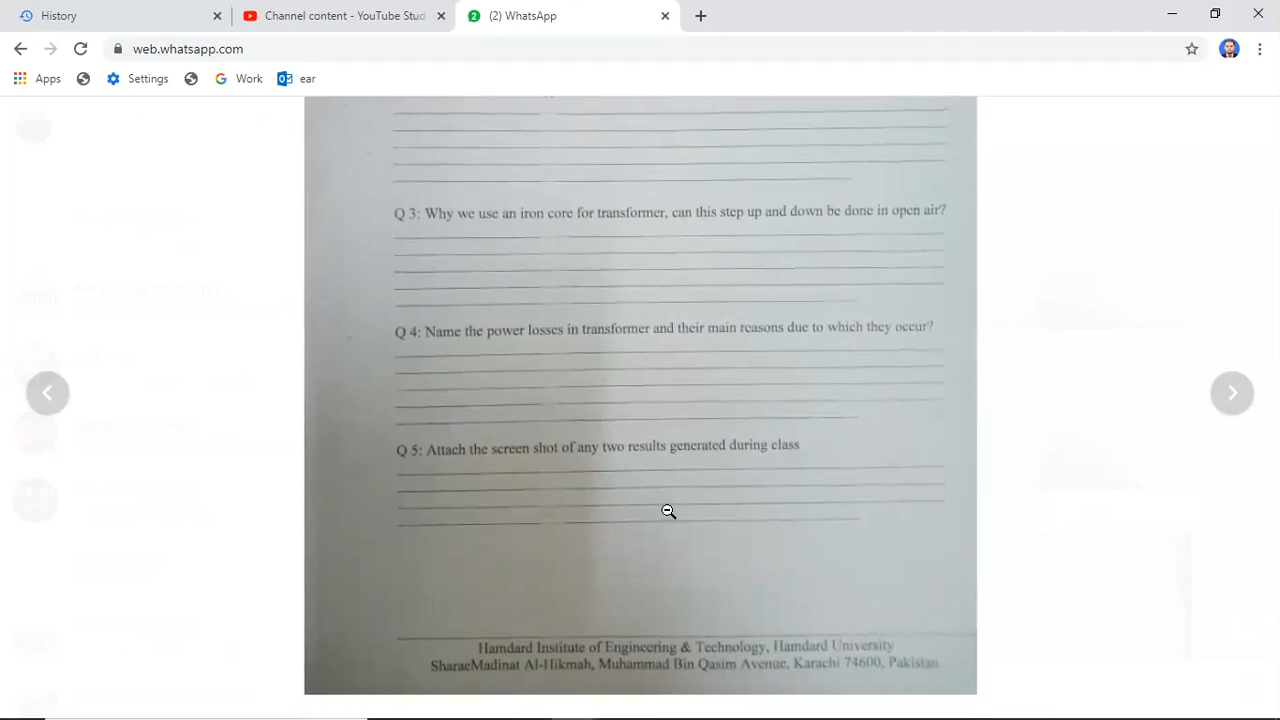 History
Channel content - YouTube Stud
2
(2) WhatsApp
web.whatsapp.com
Apps
Settings
G
Work
ear
Q 3: Why we use an iron core for transformer, can this step up and down be done in open air?
Q 4: Name the power losses in transformer and their main reasons due to which they occur?
Q 5: Attach the screen shot of any two results generated during class
Hamdard Institute of Engineering & Technology, Hamdard University
SharaeMadinat Al-Hikmah, Muhammad Bin Qasim Avenue, Karachi 74600, Pakistan.